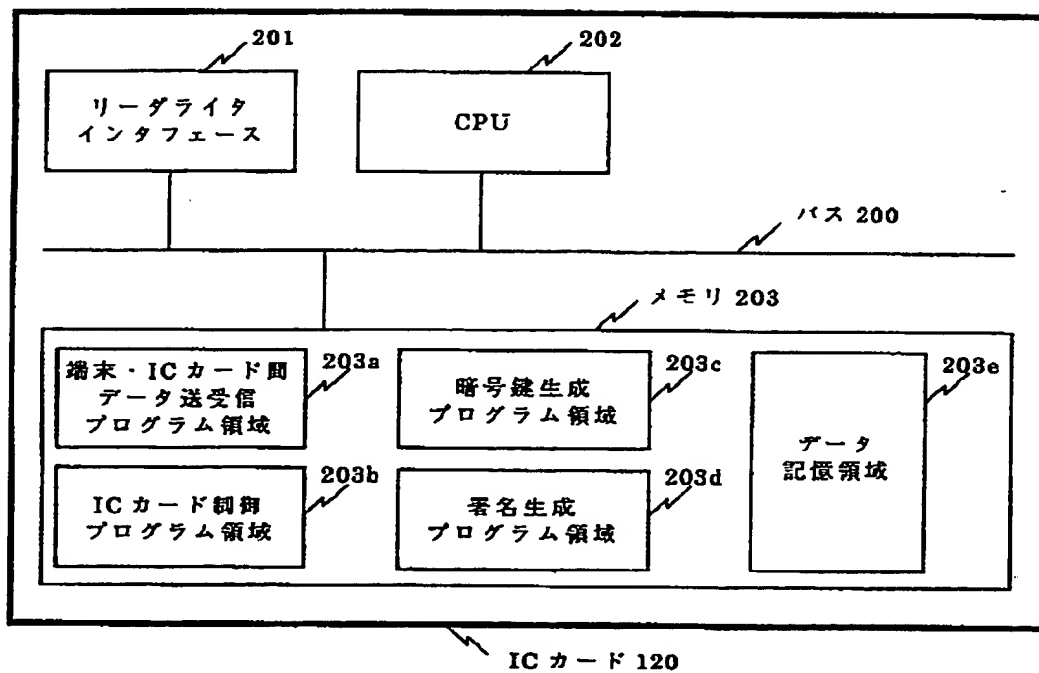 201
リーダライタ
インタフェース
202
CPU
バス 200
メモリ 203
端末・ICカード間
データ送受信
プログラム領域
203a
ICカード制御
プログラム領域
203b
暗号鍵生成
プログラム領域
203c
署名生成
プログラム領域
203d
データ
記憶領域
203e
ICカード 120